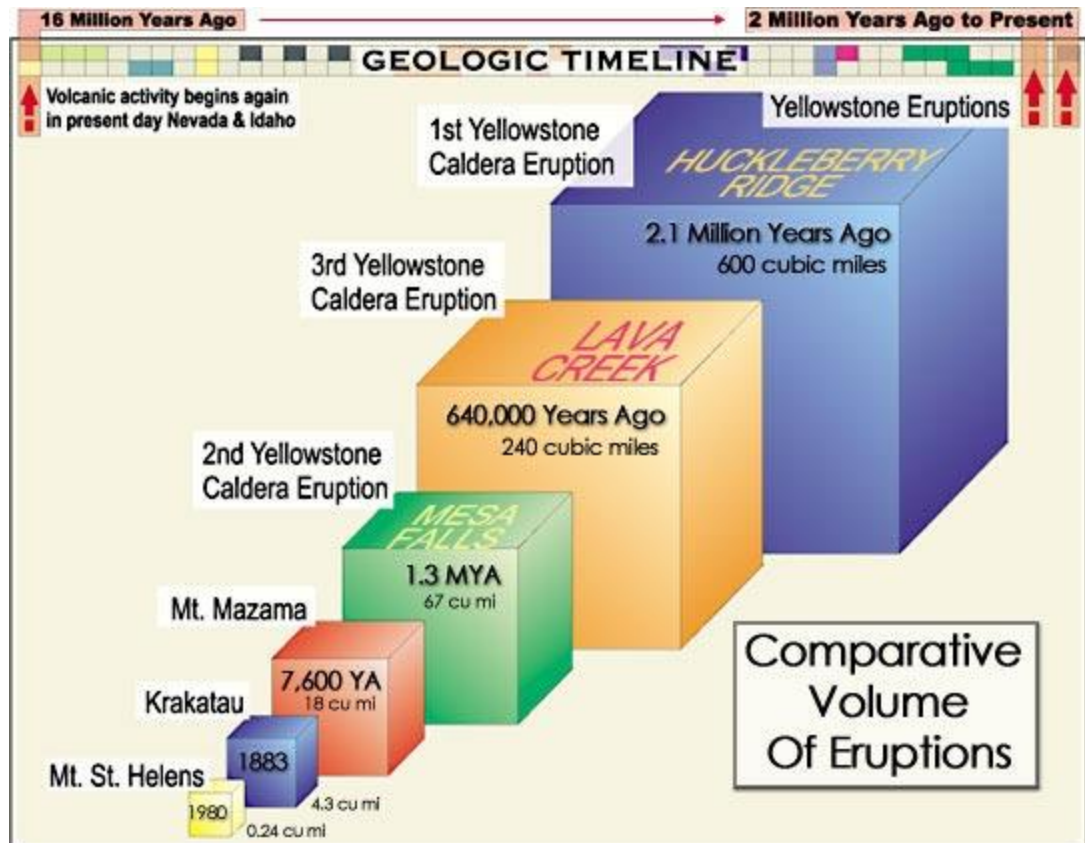 16 Million Years Ago
2 Million Years Ago to Present
GEOLOGIC TIMELINE
Volcanic activity begins again
in present day Nevada & Idaho
Yellowstone Eruptions
1st Yellowstone
Caldera Eruption
HUCKLEBERRY
RIDGE
2.1 Million Years Ago
600 cubic miles
3rd Yellowstone
Caldera Eruption
LAVA
CREEK
640,000 Years Ago
240 cubic miles
2nd Yellowstone
Caldera Eruption
MESA
FALLS
1.3 MYA
67 cu mi
Mt. Mazama
7,600 YA
18 cu mi
Krakatau
1883
4.3 cu mi
Mt. St. Helens
1980
0.24 cu mi
Comparative
Volume
Of Eruptions